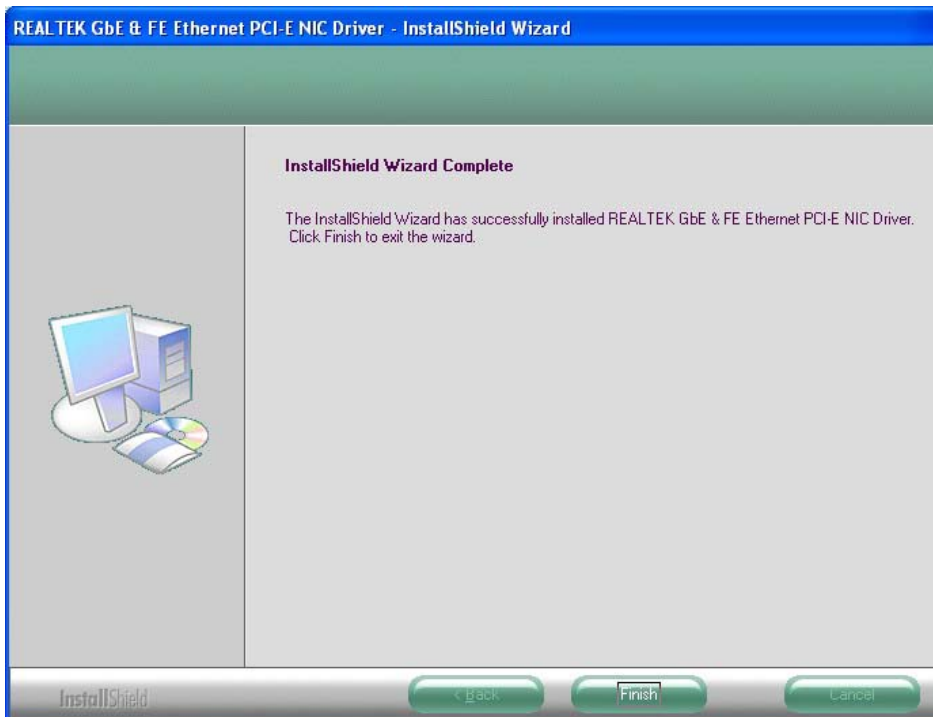 REALTEK GbE & FE Ethernet PCI-E NIC Driver - InstallShield Wizard
InstallShield Wizard Complete
The InstallShield Wizard has successfully installed REALTEK GbE & FE Ethernet PCI-E NIC Driver.
Click Finish to exit the wizard.
InstallShield
< Back
Finish
Cancel